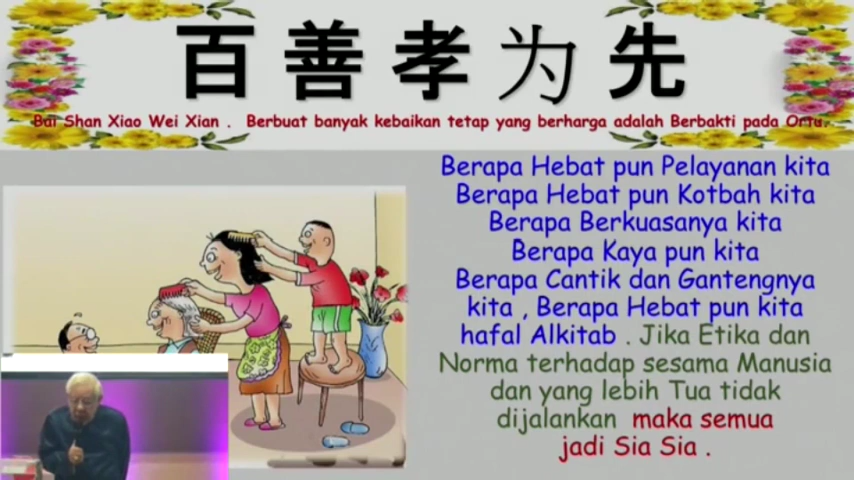 百善孝为先
Bai Shan Xiao Wei Xian . Berbuat banyak kebaikan tetap yang berharga adalah Berbakti pada Ortu.
Berapa Hebat pun Pelayanan kita
Berapa Hebat pun Kotbah kita
Berapa Berkuasanya kita
Berapa Kaya pun kita
Berapa Cantik dan Gantengnya
kita , Berapa Hebat pun kita
hafal Alkitab . Jika Etika dan
Norma terhadap sesama Manusia
dan yang lebih Tua tidak
dijalankan maka semua
jadi Sia Sia .